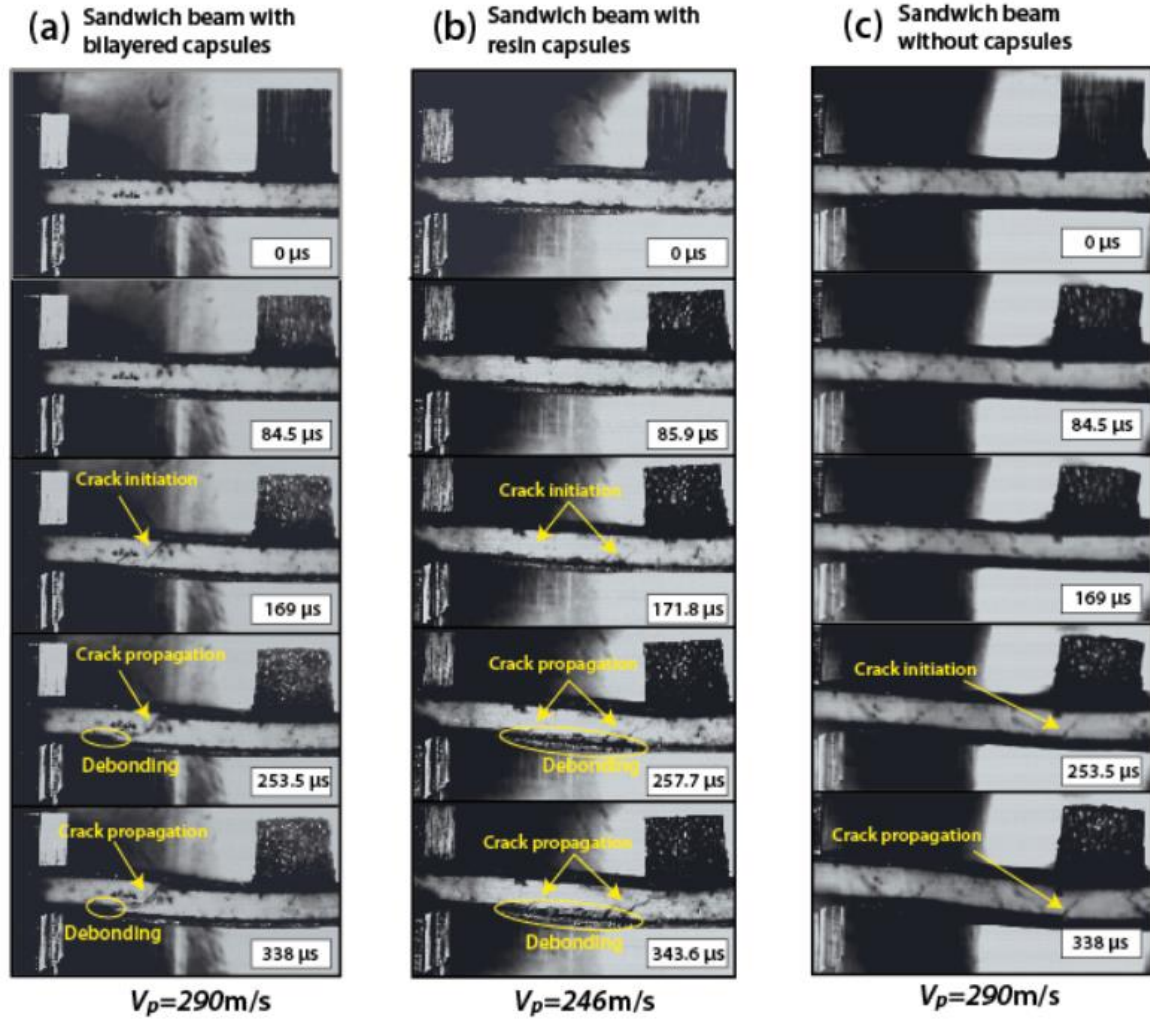 (a) Sandwich beam with
bilayered capsules
0 µs
84.5 µs
Crack initiation
169 µs
Crack propagation
Debonding
253.5 µs
Crack propagation
Debonding
338 µs
Vp=290m/s
(b) Sandwich beam with
resin capsules
0 µs
85.9 µs
Crack initiation
171.8 µs
Crack propagation
Debonding
257.7 µs
Crack propagation
Debonding
343.6 µs
Vp=246m/s
(c) Sandwich beam
without capsules
0 µs
84.5 µs
169 µs
Crack initiation
253.5 µs
Crack propagation
338 µs
Vp=290m/s